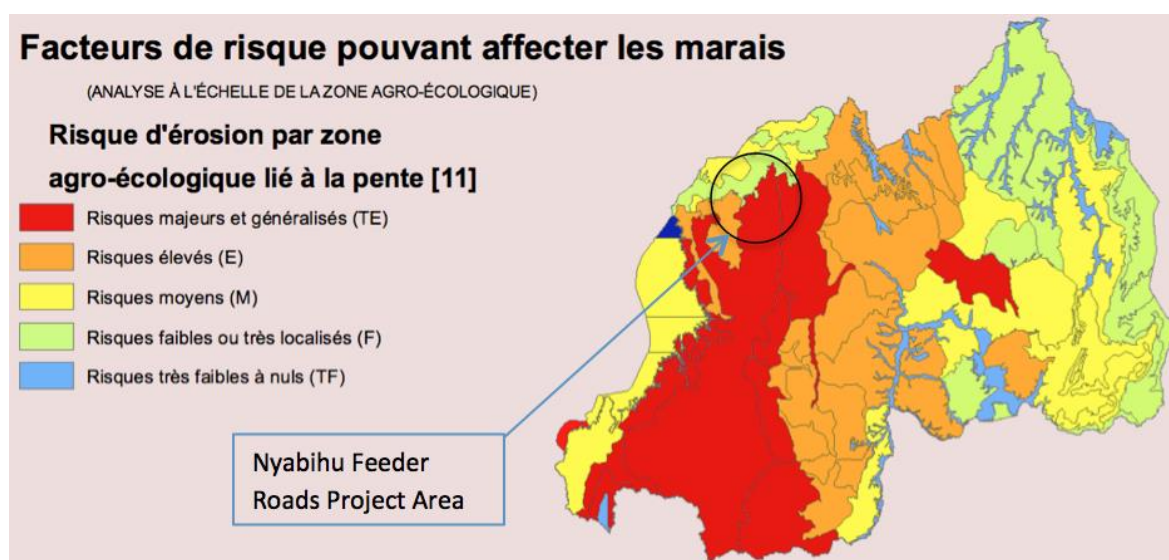 Facteurs de risque pouvant affecter les marais
(ANALYSE À L'ÉCHELLE DE LA ZONE AGRO-ÉCOLOGIQUE)
Risque d'érosion par zone
agro-écologique lié à la pente [11]
Risques majeurs et généralisés (TE)
Risques élevés (E)
Risques moyens (M)
Risques faibles ou très localisés (F)
Risques très faibles à nuls (TF)
Nyabihu Feeder
Roads Project Area